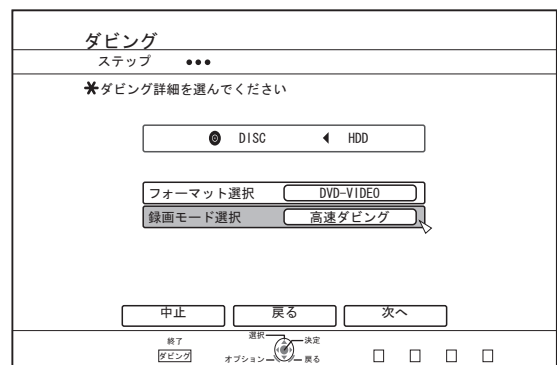 ダビング
ステップ
ダビング詳細を選んでください
DISC HDD
フォーマット選択 DVD-VIDEO
録画モード選択 高速ダビング
中止 戻る 次へ
終了 選択 決定
ダビング オプション 戻る